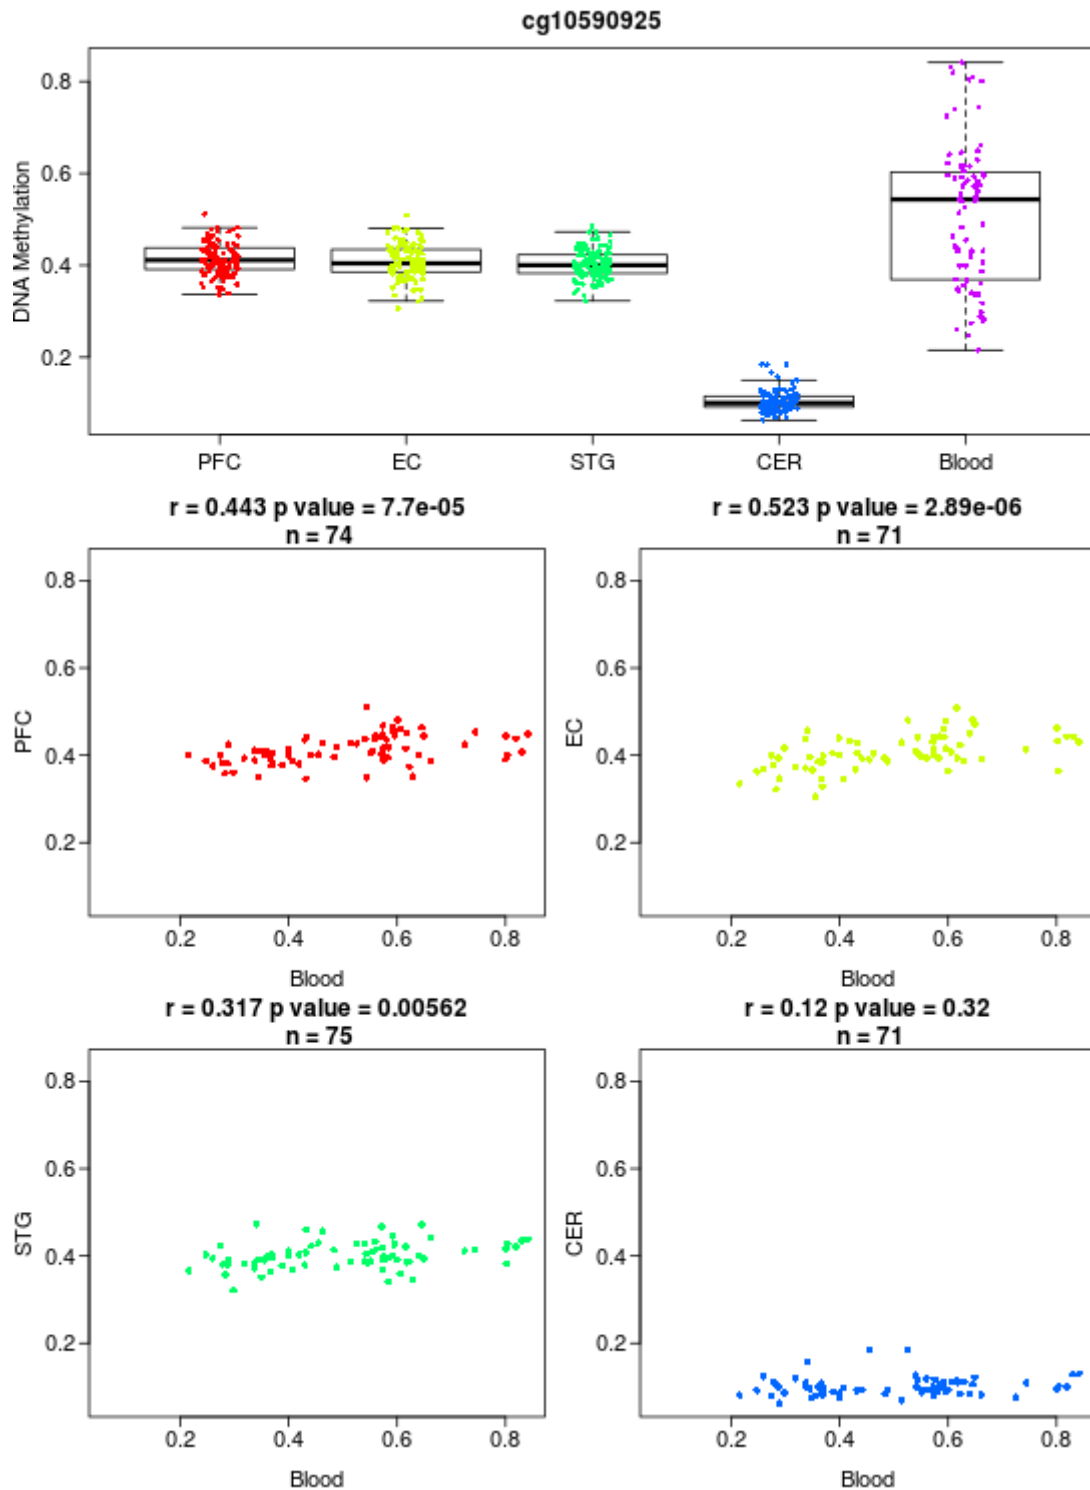 cg10590925
DNA Methylation
0.8
0.6
0.4
0.2
PFC EC STG CER Blood
r = 0.443 p value = 7.7e-05
n = 74
PFC
0.8
0.6
0.4
0.2
0.2 0.4 0.6 0.8
Blood
r = 0.523 p value = 2.89e-06
n = 71
EC
0.8
0.6
0.4
0.2
0.2 0.4 0.6 0.8
Blood
r = 0.317 p value = 0.00562
n = 75
STG
0.8
0.6
0.4
0.2
0.2 0.4 0.6 0.8
Blood
r = 0.12 p value = 0.32
n = 71
CER
0.8
0.6
0.4
0.2
0.2 0.4 0.6 0.8
Blood